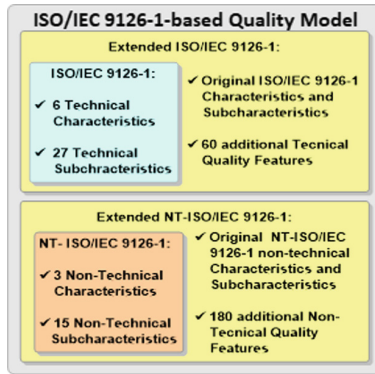 ISO/IEC 9126-1-based Quality Model
Extended ISO/IEC 9126-1:
ISO/IEC 9126-1:
✓ 6 Technical
Characteristics
✓ 27 Technical
Subchracteristics
✓ Original ISO/IEC 9126-1
Characteristics and
Subcharacteristics
✓ 60 additional Tecnical
Quality Features
Extended NT-ISO/IEC 9126-1:
NT- ISO/IEC 9126-1:
✓ 3 Non-Technical
Characteristics
✓ 15 Non-Technical
Subcharacteristics
✓ Original NT-ISO/IEC
9126-1 non-technical
Characteristics and
Subcharacteristics
✓ 180 additional Non-
Tecnical Quality
Features